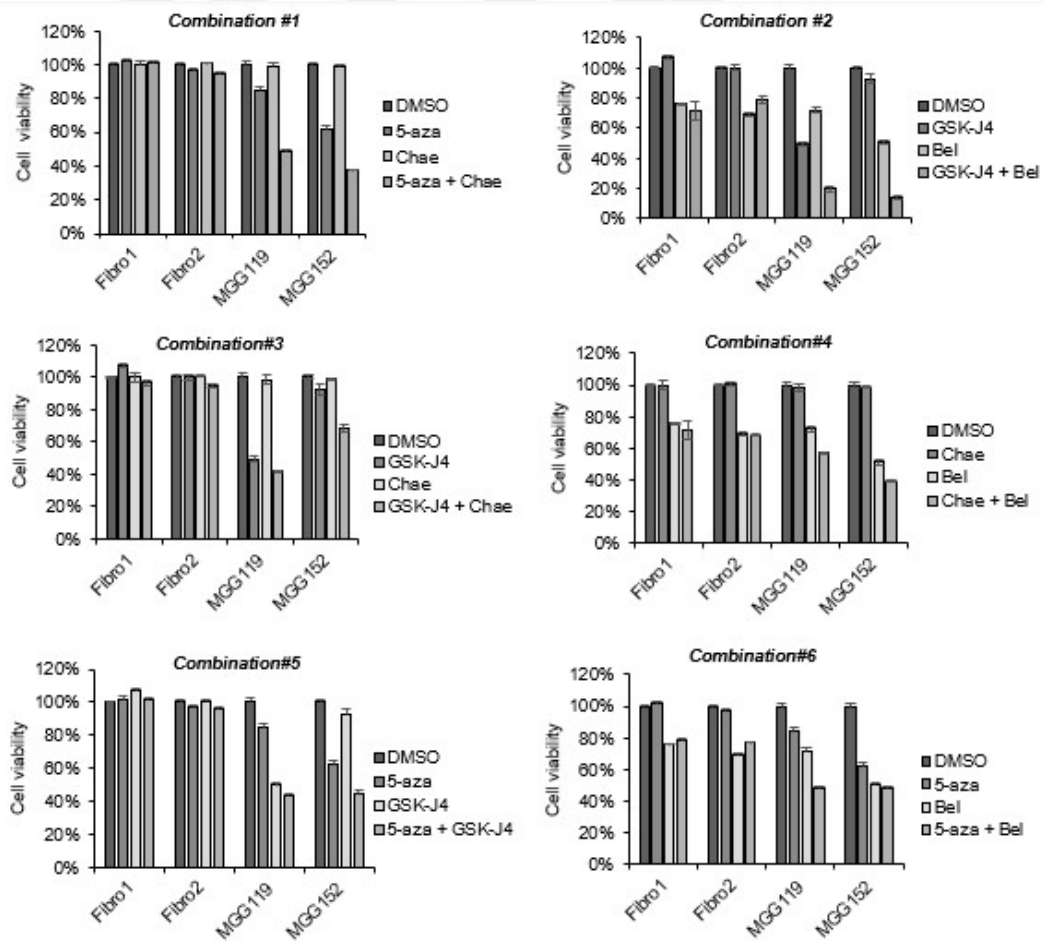 Combination #1
120%
100%
80%
60%
40%
20%
0%
Cell viability
Fibro1
Fibro2
MGG119
MGG152
DMSO
5-aza
Chae
5-aza + Chae
Combination #2
120%
100%
80%
60%
40%
20%
0%
Cell viability
Fibro1
Fibro2
MGG119
MGG152
DMSO
GSK-J4
Bel
GSK-J4 + Bel
Combination#3
120%
100%
80%
60%
40%
20%
0%
Cell viability
Fibro1
Fibro2
MGG119
MGG152
DMSO
GSK-J4
Chae
GSK-J4 + Chae
Combination#4
120%
100%
80%
60%
40%
20%
0%
Cell viability
Fibro1
Fibro2
MGG119
MGG152
DMSO
Chae
Bel
Chae + Bel
Combination#5
120%
100%
80%
60%
40%
20%
0%
Cell viability
Fibro1
Fibro2
MGG119
MGG152
DMSO
5-aza
GSK-J4
5-aza + GSK-J4
Combination#6
120%
100%
80%
60%
40%
20%
0%
Cell viability
Fibro1
Fibro2
MGG119
MGG152
DMSO
5-aza
Bel
5-aza + Bel